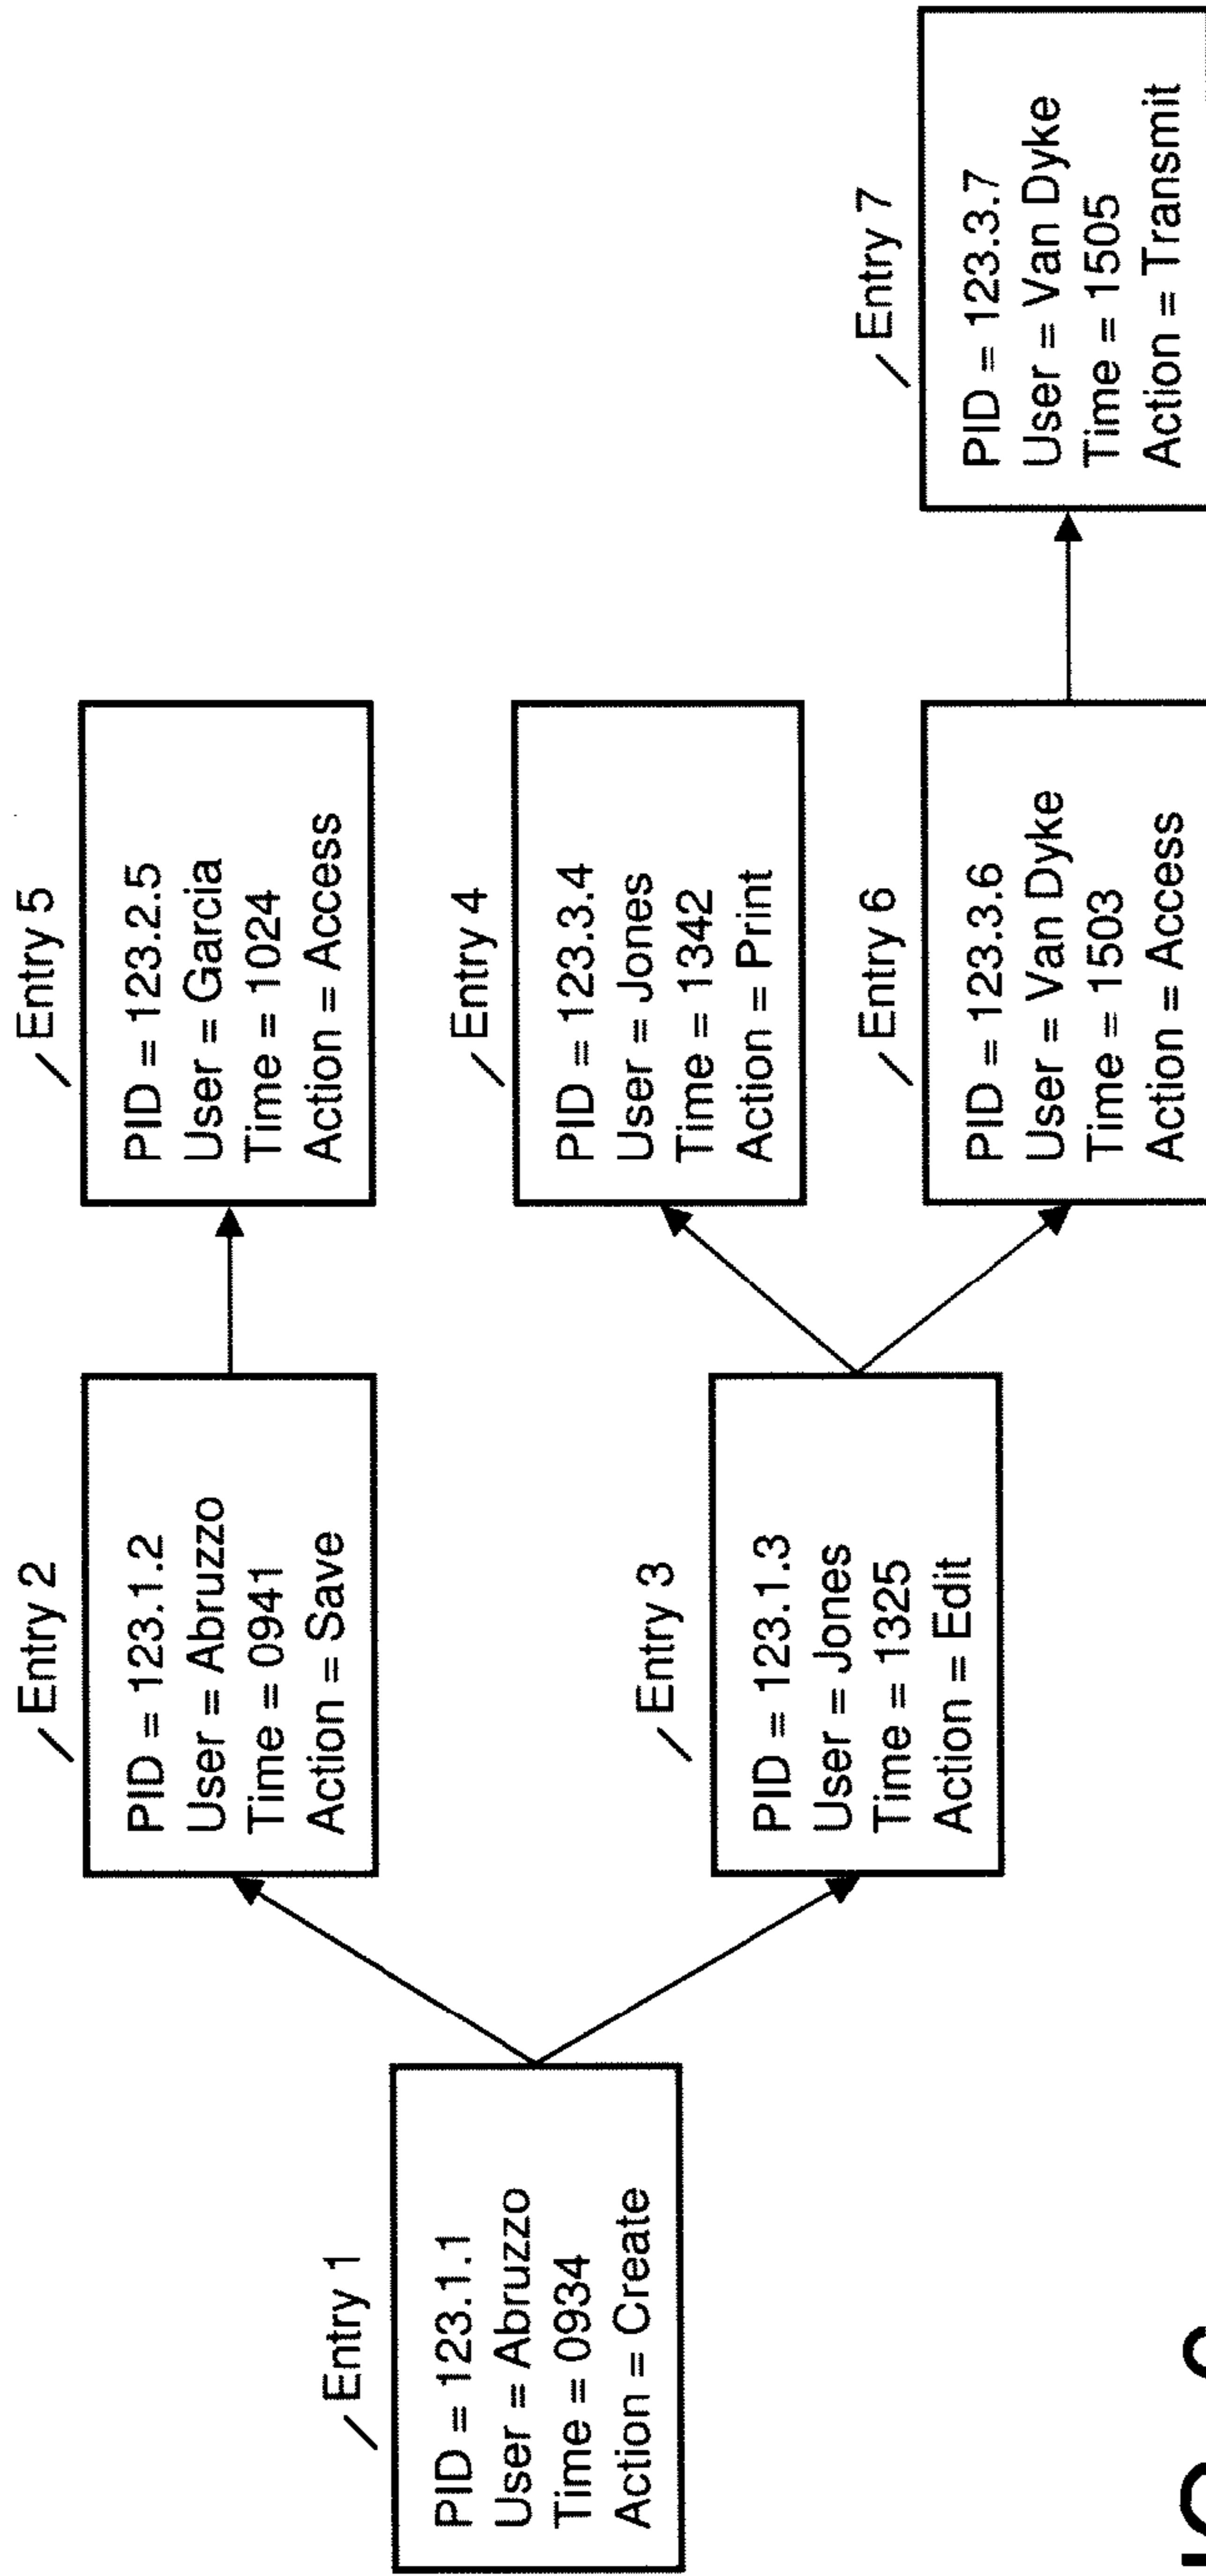 Entry 1
PID = 123.1.1
User = Abruzzo
Time = 0934
Action = Create
Entry 2
PID = 123.1.2
User = Abruzzo
Time = 0941
Action = Save
Entry 3
PID = 123.1.3
User = Jones
Time = 1325
Action = Edit
Entry 5
PID = 123.2.5
User = Garcia
Time = 1024
Action = Access
Entry 4
PID = 123.3.4
User = Jones
Time = 1342
Action = Print
Entry 6
PID = 123.3.6
User = Van Dyke
Time = 1503
Action = Access
Entry 7
PID = 123.3.7
User = Van Dyke
Time = 1505
Action = Transmit